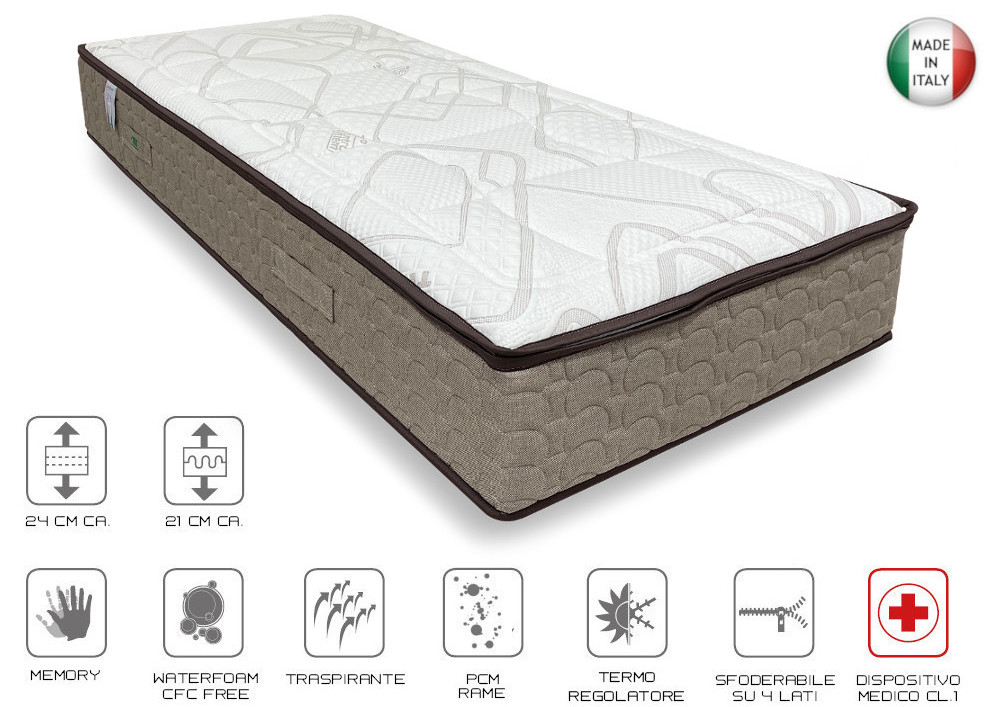 MADE
IN
ITALY
24 CM CA.
21 CM CA.
MEMORY
WATERFOAM
CFC FREE
TRASPIRANTE
PCM
RAME
TERMO
REGOLATORE
SFODERABILE
SU 4 LATI
DISPOSITIVO
MEDICO CL.1